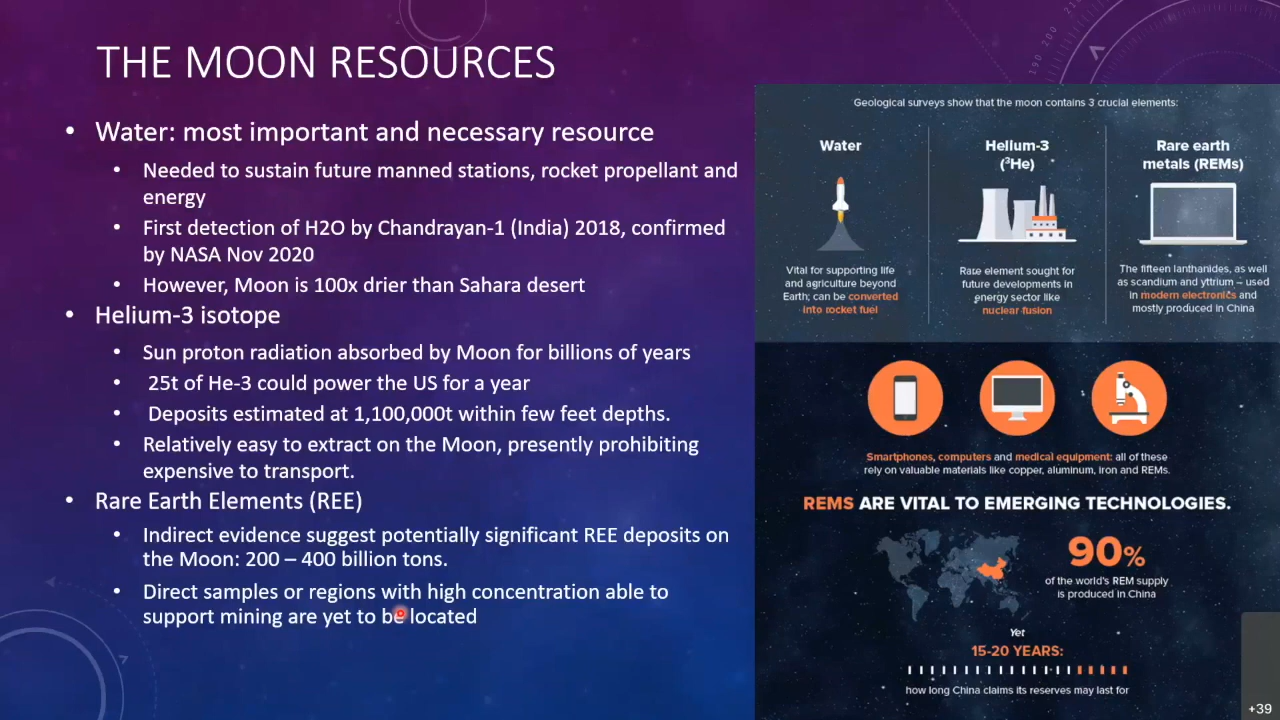 THE MOON RESOURCES
• Water: most important and necessary resource
• Needed to sustain future manned stations, rocket propellant and
energy
• First detection of H2O by Chandrayan-1 (India) 2018, confirmed
by NASA Nov 2020
• However, Moon is 100x drier than Sahara desert
• Helium-3 isotope
• Sun proton radiation absorbed by Moon for billions of years
• 25t of He-3 could power the US for a year
• Deposits estimated at 1,100,000t within few feet depths.
• Relatively easy to extract on the Moon, presently prohibiting
expensive to transport.
• Rare Earth Elements (REE)
• Indirect evidence suggest potentially significant REE deposits on
the Moon: 200 – 400 billion tons.
• Direct samples or regions with high concentration able to
support mining are yet to be located
Geological surveys show that the moon contains 3 crucial elements:
Water
Vital for supporting life
and agriculture beyond
Earth; can be converted
into rocket fuel
Helium-3
(³He)
Rare element sought for
future developments in
energy sector like
nuclear fusion
Rare earth
metals (REMs)
The fifteen lanthanides, as well
as scandium and yttrium – used
in modern electronics and
mostly produced in China
Smartphones, computers and medical equipment: all of these
rely on valuable materials like copper, aluminum, iron and REMs.
REMS ARE VITAL TO EMERGING TECHNOLOGIES.
90%
of the world's REM supply
is produced in China
Yet
15-20 YEARS:
how long China claims its reserves may last for
190 200
+39